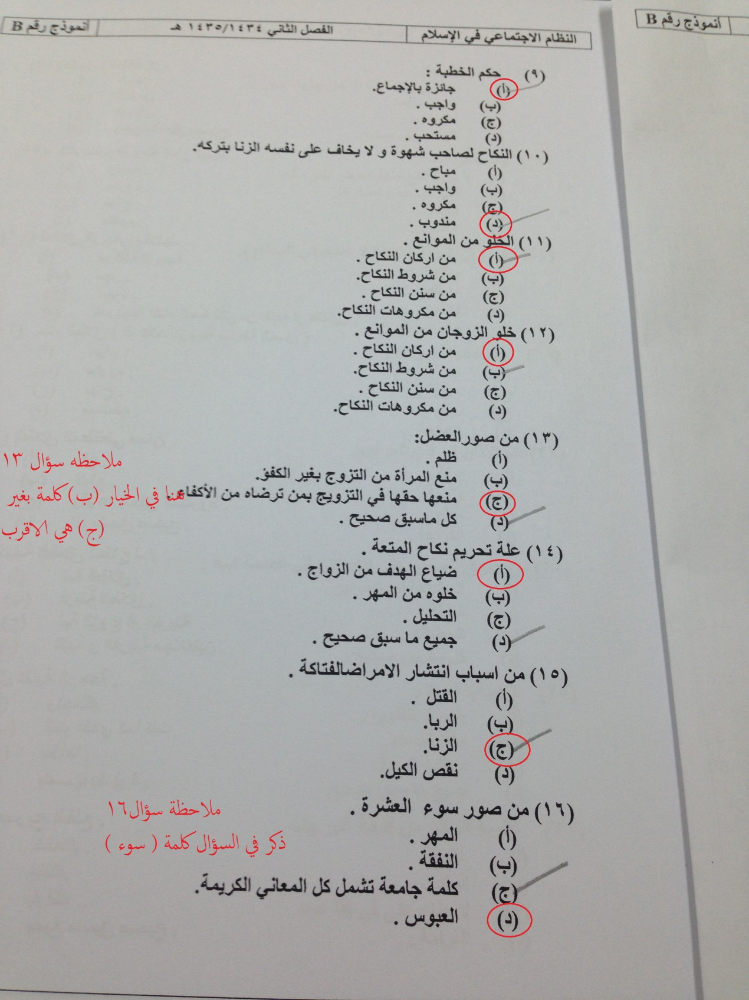 أنموذج رقم B
النظام الاجتماعي في الإسلام
الفصل الثاني ١٤٣٤/١٤٣٥ هـ
أنموذج رقم B
(٩) حكم الخطبة :
(أ) جائزة بالإجماع.
(ب) واجب .
(ج) مكروه .
(د) مستحب .
(١٠) النكاح لصاحب شهوة و لا يخاف على نفسه الزنا بتركه.
(أ) مباح .
(ب) واجب .
(ج) مكروه .
(د) مندوب .
(١١) الخلو من الموانع .
(أ) من اركان النكاح .
(ب) من شروط النكاح.
(ج) من سنن النكاح .
(د) من مكروهات النكاح.
(١٢) خلو الزوجان من الموانع .
(أ) من اركان النكاح .
(ب) من شروط النكاح.
(ج) من سنن النكاح .
(د) من مكروهات النكاح.
(١٣) من صورالعضل:
(أ) ظلم .
(ب) منع المرأة من التزوج بغير الكفؤ.
(ج) منعها حقها في التزويج بمن ترضاه من الأكفاء .
(د) كل ماسبق صحيح .
ملاحظه سؤال ١٣
هنا في الخيار (ب) كلمة بغير
(ج) هي الاقرب
(١٤) علة تحريم نكاح المتعة .
(أ) ضياع الهدف من الزواج .
(ب) خلوه من المهر .
(ج) التحليل .
(د) جميع ما سبق صحيح .
(١٥) من اسباب انتشار الامراضالفتاكة .
(أ) القتل .
(ب) الربا.
(ج) الزنا.
(د) نقص الكيل.
(١٦) من صور سوء العشرة .
(أ) المهر .
(ب) النفقة .
(ج) كلمة جامعة تشمل كل المعاني الكريمة.
(د) العبوس .
ملاحظة سؤال١٦
ذكر في السؤال كلمة ( سوء )